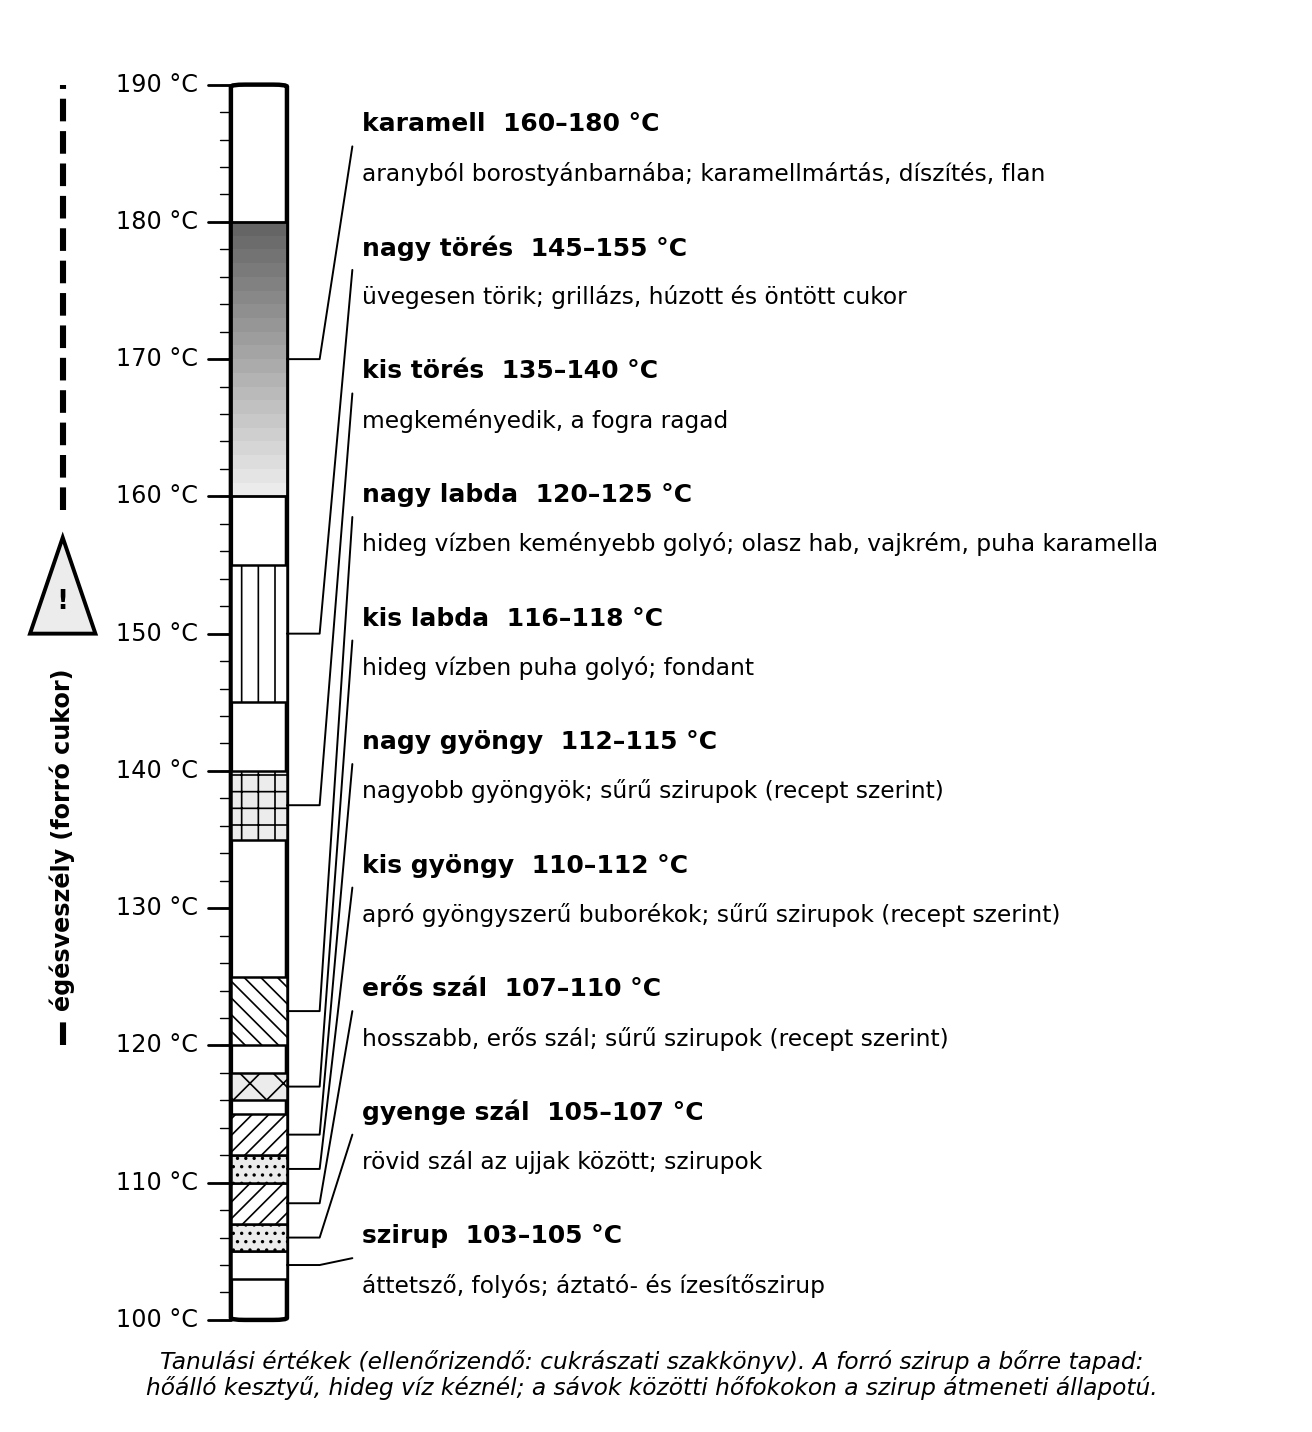 190 °C
180 °C
170 °C
160 °C
150 °C
140 °C
130 °C
120 °C
110 °C
100 °C
!
égésveszély (forró cukor)
karamell 160–180 °C
aranyból borostyánbarnába; karamellmártás, díszítés, flan
nagy törés 145–155 °C
üvegesen törik; grillázs, húzott és öntött cukor
kis törés 135–140 °C
megkeményedik, a fogra ragad
nagy labda 120–125 °C
hideg vízben keményebb golyó; olasz hab, vajkrém, puha karamella
kis labda 116–118 °C
hideg vízben puha golyó; fondant
nagy gyöngy 112–115 °C
nagyobb gyöngyök; sűrű szirupok (recept szerint)
kis gyöngy 110–112 °C
apró gyöngyszerű buborékok; sűrű szirupok (recept szerint)
erős szál 107–110 °C
hosszabb, erős szál; sűrű szirupok (recept szerint)
gyenge szál 105–107 °C
rövid szál az ujjak között; szirupok
szirup 103–105 °C
áttetsző, folyós; áztató- és ízesítőszirup
Tanulási értékek (ellenőrizendő: cukrászati szakkönyv). A forró szirup a bőrre tapad:
hőálló kesztyű, hideg víz kéznél; a sávok közötti hőfokokon a szirup átmeneti állapotú.